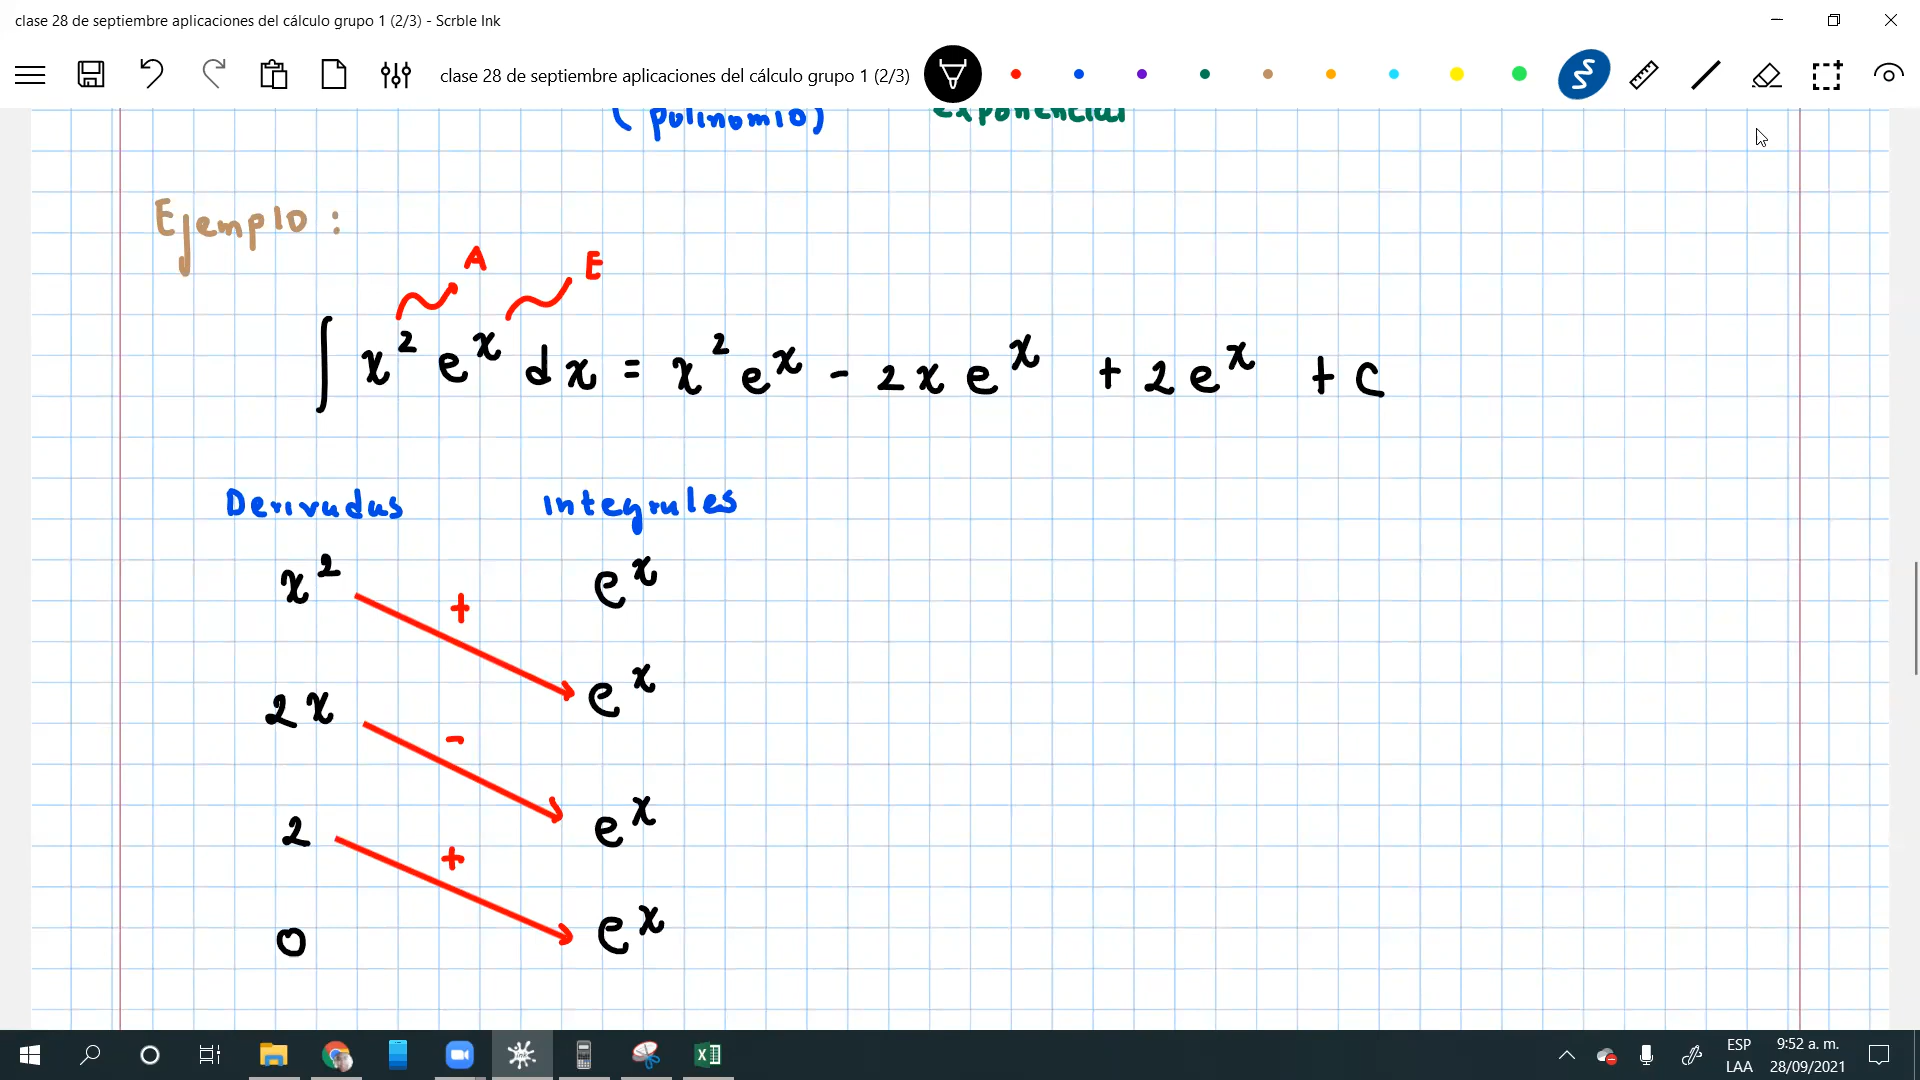 clase 28 de septiembre aplicaciones del cálculo grupo 1 (2/3) - Scrble Ink
clase 28 de septiembre aplicaciones del cálculo grupo 1 (2/3)
(polinomio) exponencial
Ejemplo :
A E
∫ x² eˣ dx = x² eˣ - 2x eˣ + 2eˣ + C
Derivadas Integrales
x² + eˣ
2x - eˣ
2 + eˣ
0 eˣ
ESP 9:52 a. m.
LAA 28/09/2021